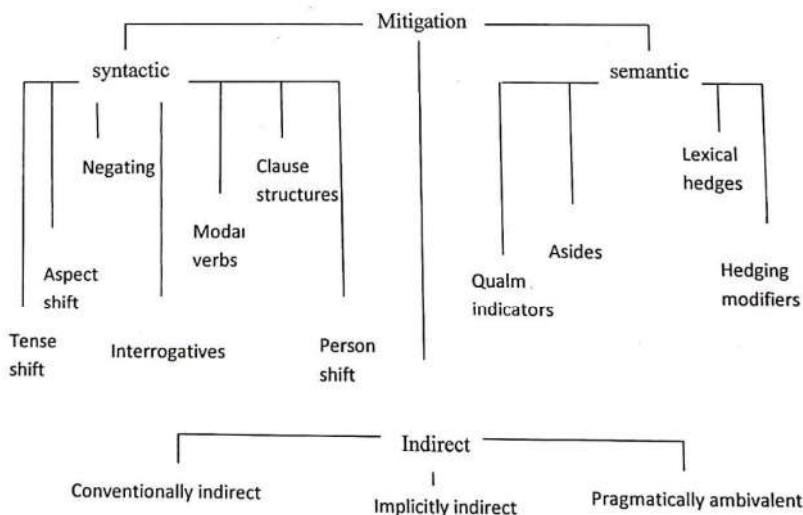 Mitigation
syntactic
semantic
Negating
Clause
structures
Lexical
hedges
Modal
verbs
Aspect
shift
Asides
Qualm
indicators
Hedging
modifiers
Tense
shift
Interrogatives
Person
shift
Indirect
Conventionally indirect
Implicitly indirect
Pragmatically ambivalent